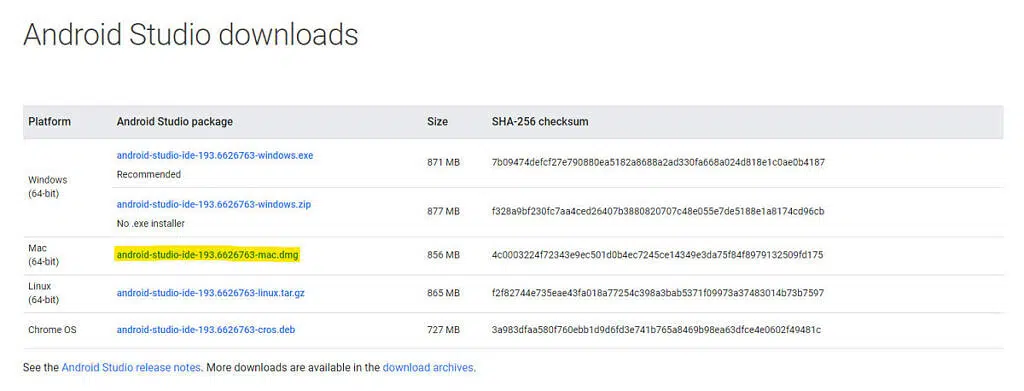 Android Studio downloads
Platform Android Studio package Size SHA-256 checksum
Windows (64-bit)
android-studio-ide-193.6626763-windows.exe 871 MB 7b09474defcf27e790880ea5182a8688a2ad330fa668a024d818e1c0ae0b4187
Recommended
android-studio-ide-193.6626763-windows.zip 877 MB f328a9bf230fc7aa4ced26407b3880820707c48e055e7de5188e1a8174cd96cb
No .exe installer
Mac (64-bit)
android-studio-ide-193.6626763-mac.dmg 856 MB 4c0003224f72343e9ec501d0b4ec7245ce14349e3da75f84f8979132509fd175
Linux (64-bit)
android-studio-ide-193.6626763-linux.tar.gz 865 MB f2f82744e735eae43fa018a77254c398a3bab5371f09973a37483014b73b7597
Chrome OS android-studio-ide-193.6626763-cros.deb 727 MB 3a983dfaa580f760ebb1d9d6fd3e741b765a8469b98ea63dfce4e0602f49481c
See the Android Studio release notes. More downloads are available in the download archives.